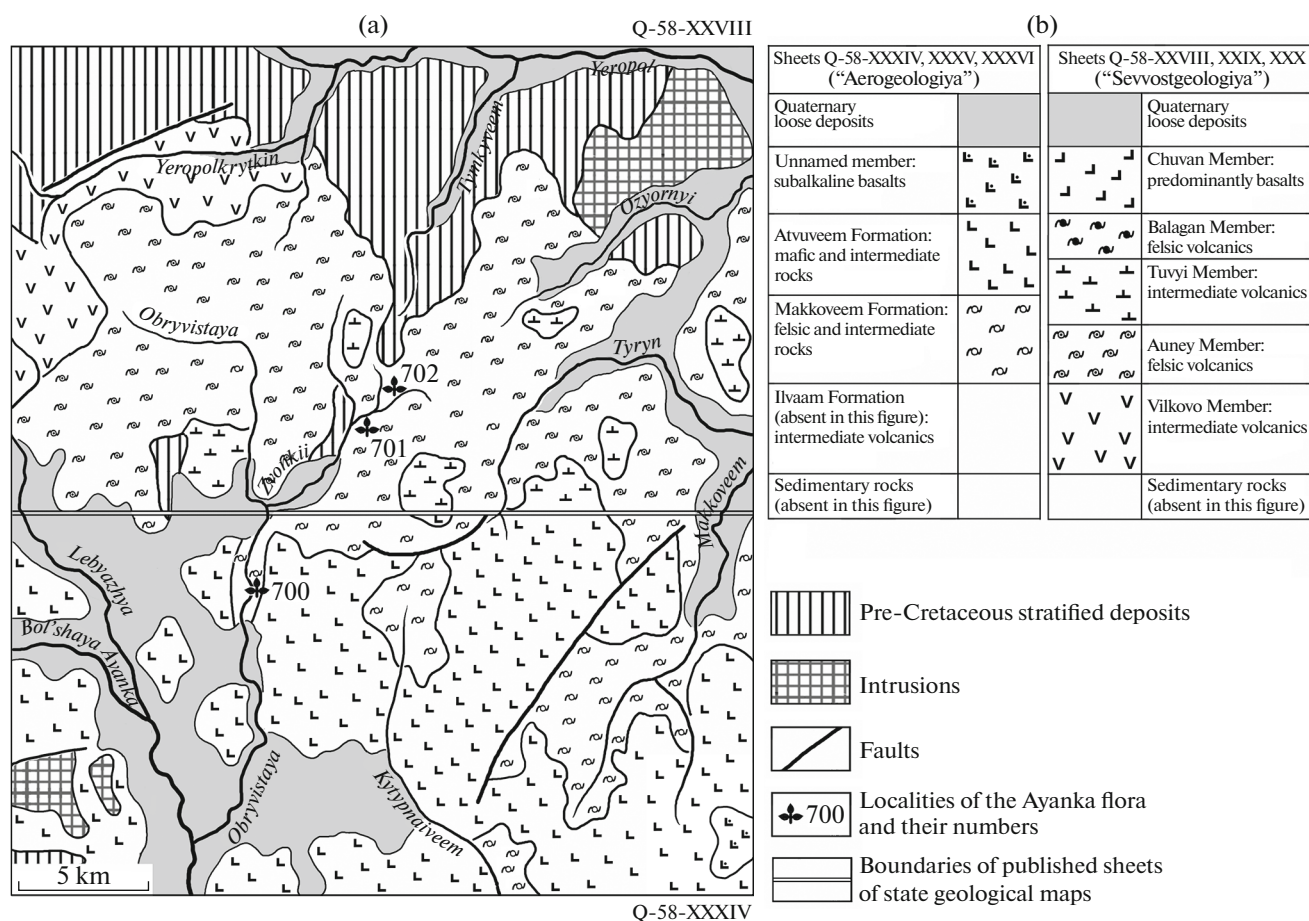 (a)
Q-58-XXVIII
Yeropol
Yeropolkrytkin
Tymkyveem
Ozyornyi
Obryvistaya
Tyryn
702
701
Zvonkii
Makkoveem
Lebyazhya
700
Bol'shaya Ayanka
Obryvistaya
Kytypnaiveem
5 km
Q-58-XXXIV
(b)
Sheets Q-58-XXXIV, XXXV, XXXVI
("Aerogeologiya")
Quaternary
loose deposits
Unnamed member:
subalkaline basalts
Atvuveem Formation:
mafic and intermediate
rocks
Makkoveem Formation:
felsic and intermediate
rocks
Ilvaam Formation
(absent in this figure):
intermediate volcanics
Sedimentary rocks
(absent in this figure)
Sheets Q-58-XXVIII, XXIX, XXX
("Sevvostgeologiya")
Quaternary
loose deposits
Chuvan Member:
predominantly basalts
Balagan Member:
felsic volcanics
Tuvyi Member:
intermediate volcanics
Auney Member:
felsic volcanics
Vilkovo Member:
intermediate volcanics
Sedimentary rocks
(absent in this figure)
Pre-Cretaceous stratified deposits
Intrusions
Faults
700
Localities of the Ayanka flora
and their numbers
Boundaries of published sheets
of state geological maps